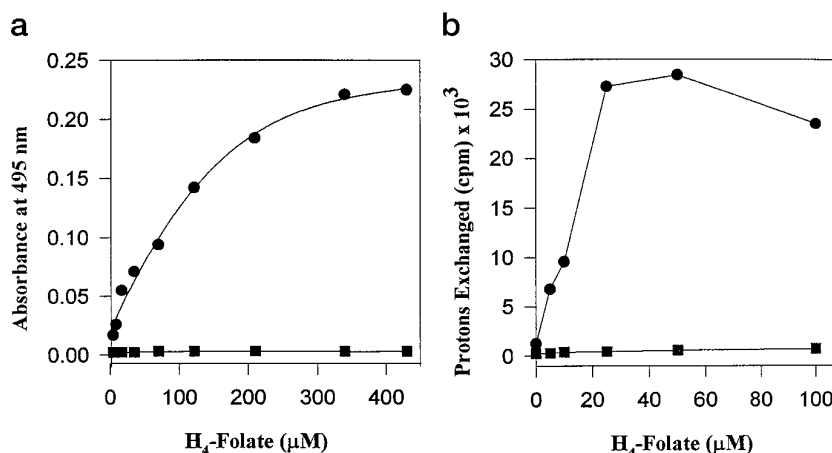 a
Absorbance at 495 nm
0.25
0.20
0.15
0.10
0.05
0.00
0 100 200 300 400
H₄-Folate (μM)
b
Protons Exchanged (cpm) x 10³
30
25
20
15
10
5
0
0 20 40 60 80 100
H₄-Folate (μM)